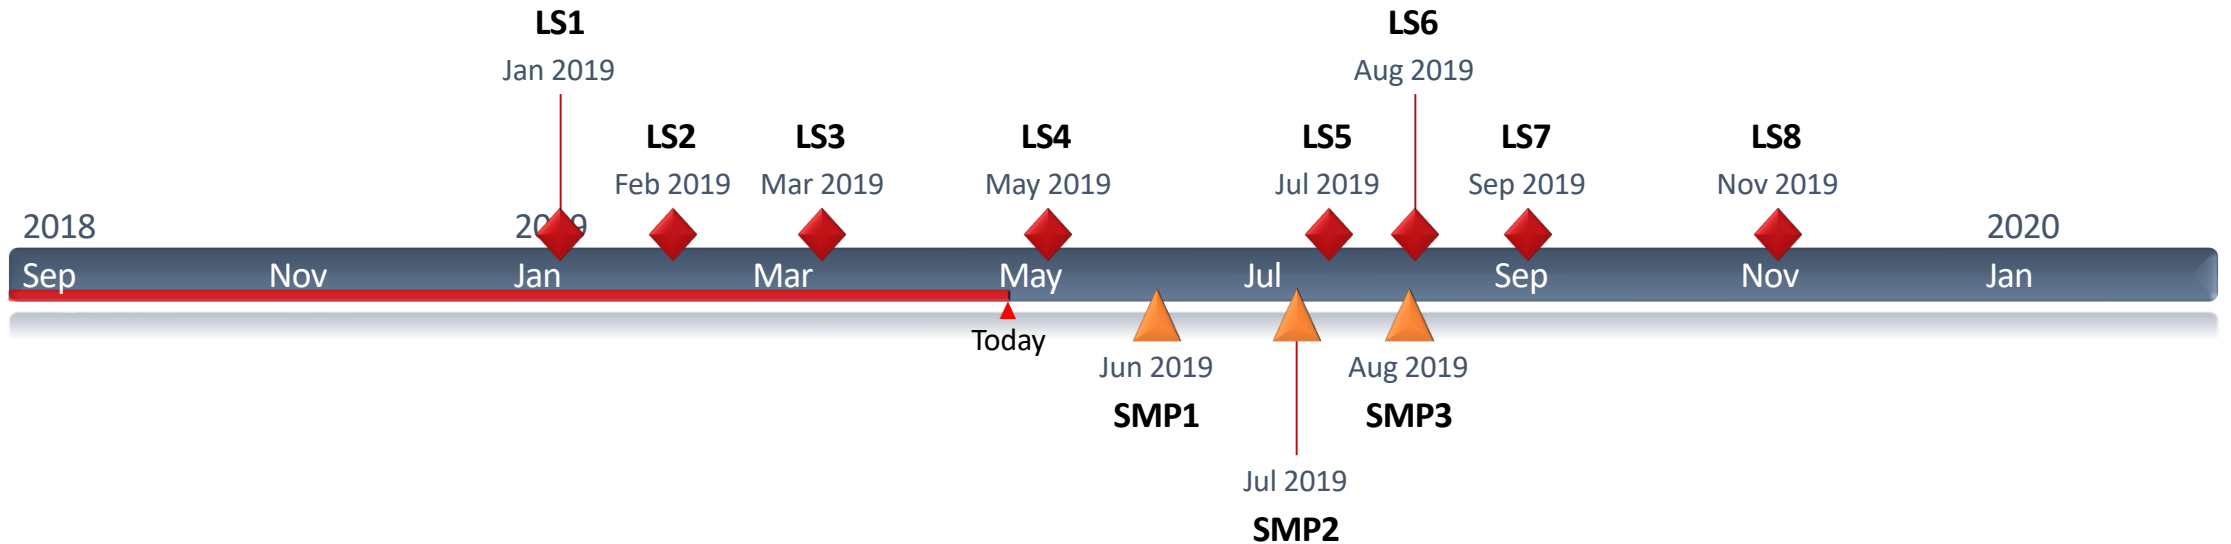 LS1
Jan 2019
LS6
Aug 2019
LS2
Feb 2019
LS3
Mar 2019
LS4
May 2019
LS5
Jul 2019
LS7
Sep 2019
LS8
Nov 2019
2018 2019 2020
Sep Nov Jan Mar May Jul Sep Nov Jan
Today
Jun 2019
SMP1
Aug 2019
SMP3
Jul 2019
SMP2